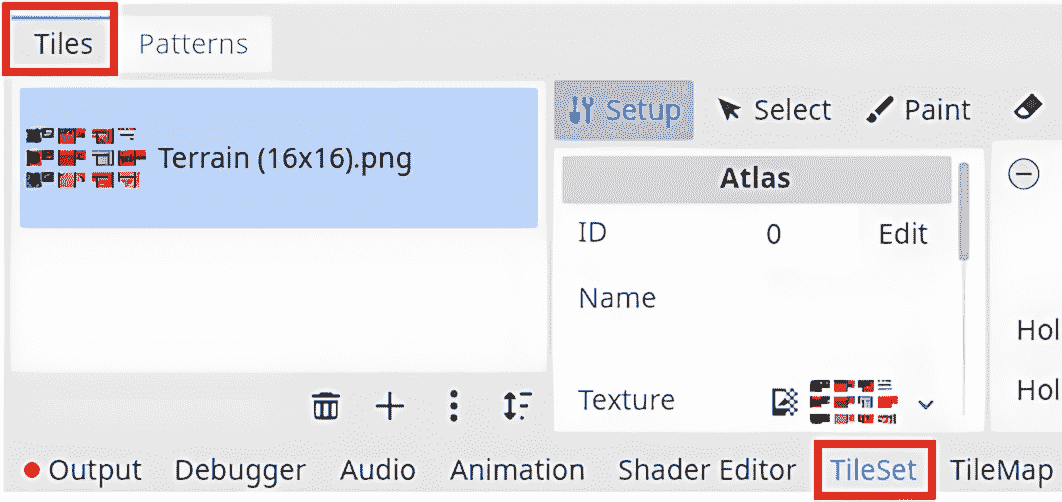 Tiles Patterns
Setup Select Paint
Terrain (16x16).png
Atlas
ID 0 Edit
Name
Hol
Hol
Texture
Output Debugger Audio Animation Shader Editor TileSet TileMap